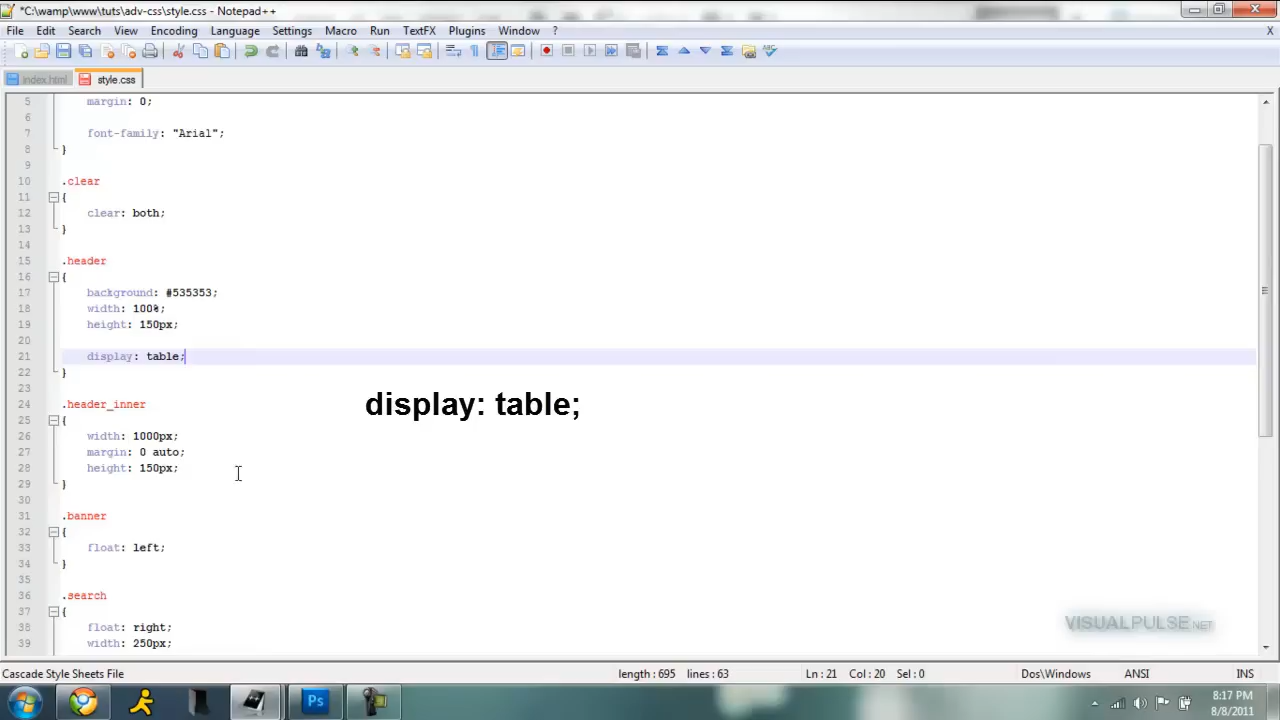 *C:\wamp\www\tuts\adv-css\style.css - Notepad++
File Edit Search View Encoding Language Settings Macro Run TextFX Plugins Window ? X
index.html style.css
5 margin: 0;
6
7 font-family: "Arial";
8 }
9
10 .clear
11 {
12 clear: both;
13 }
14
15 .header
16 {
17 background: #535353;
18 width: 100%;
19 height: 150px;
20
21 display: table;
22 }
23
24 .header_inner
display: table;
25 {
26 width: 1000px;
27 margin: 0 auto;
28 height: 150px;
29 }
30
31 .banner
32 {
33 float: left;
34 }
35
36 .search
37 {
38 float: right;
39 width: 250px;
VISUALPULSE.NET
Cascade Style Sheets File length : 695 lines : 63 Ln : 21 Col : 20 Sel : 0 Dos\Windows ANSI INS
Ps
8:17 PM
8/8/2011